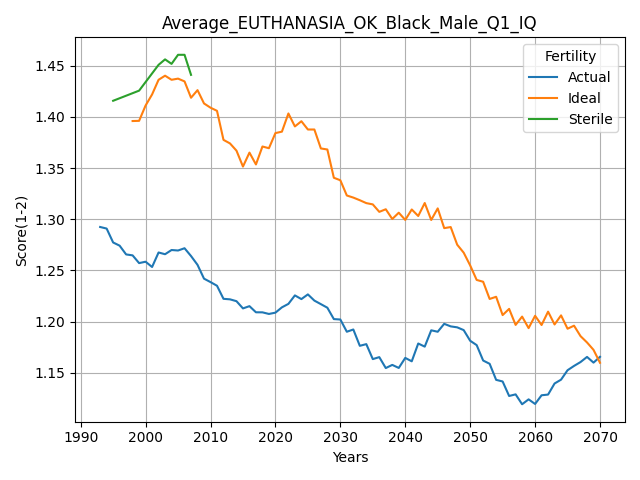 Average_EUTHANASIA_OK_Black_Male_Q1_IQ
Fertility
Actual
Ideal
Sterile
Score(1-2)
1.45
1.40
1.35
1.30
1.25
1.20
1.15
1990 2000 2010 2020 2030 2040 2050 2060 2070
Years